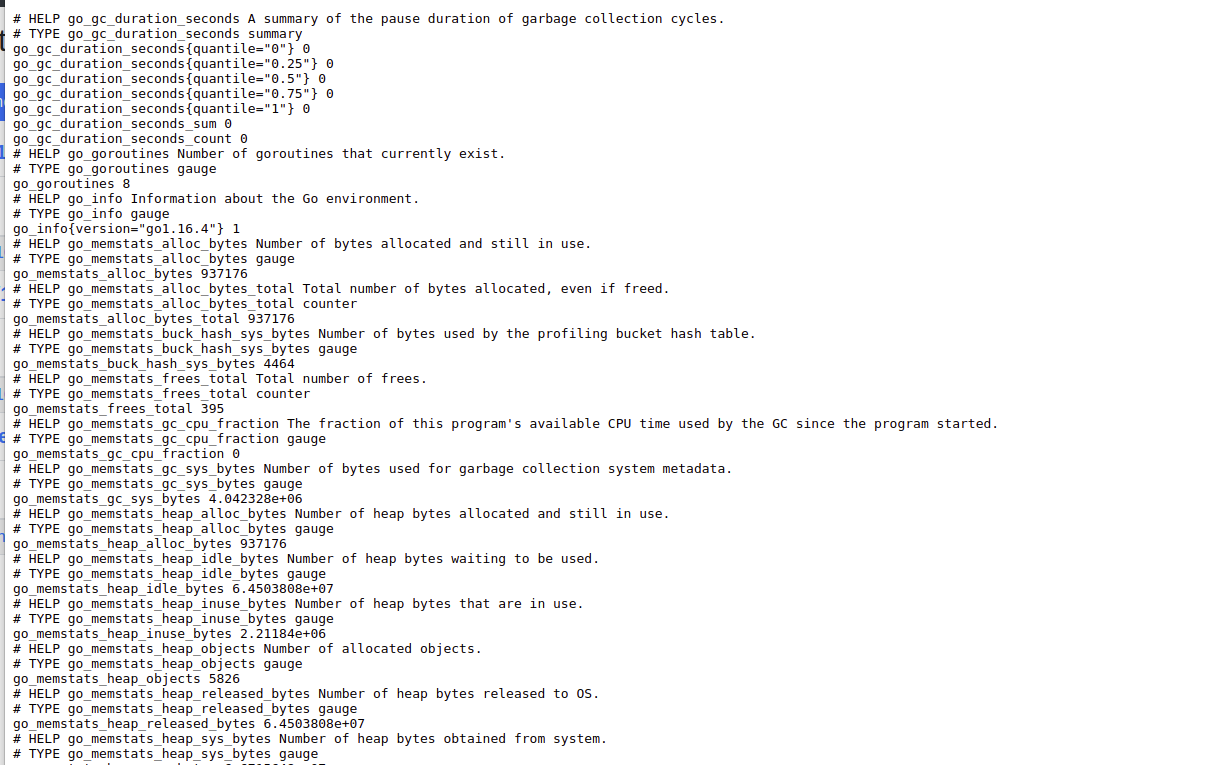 # HELP go_gc_duration_seconds A summary of the pause duration of garbage collection cycles.
# TYPE go_gc_duration_seconds summary
go_gc_duration_seconds{quantile="0"} 0
go_gc_duration_seconds{quantile="0.25"} 0
go_gc_duration_seconds{quantile="0.5"} 0
go_gc_duration_seconds{quantile="0.75"} 0
go_gc_duration_seconds{quantile="1"} 0
go_gc_duration_seconds_sum 0
go_gc_duration_seconds_count 0
# HELP go_goroutines Number of goroutines that currently exist.
# TYPE go_goroutines gauge
go_goroutines 8
# HELP go_info Information about the Go environment.
# TYPE go_info gauge
go_info{version="go1.16.4"} 1
# HELP go_memstats_alloc_bytes Number of bytes allocated and still in use.
# TYPE go_memstats_alloc_bytes gauge
go_memstats_alloc_bytes 937176
# HELP go_memstats_alloc_bytes_total Total number of bytes allocated, even if freed.
# TYPE go_memstats_alloc_bytes_total counter
go_memstats_alloc_bytes_total 937176
# HELP go_memstats_buck_hash_sys_bytes Number of bytes used by the profiling bucket hash table.
# TYPE go_memstats_buck_hash_sys_bytes gauge
go_memstats_buck_hash_sys_bytes 4464
# HELP go_memstats_frees_total Total number of frees.
# TYPE go_memstats_frees_total counter
go_memstats_frees_total 395
# HELP go_memstats_gc_cpu_fraction The fraction of this program's available CPU time used by the GC since the program started.
# TYPE go_memstats_gc_cpu_fraction gauge
go_memstats_gc_cpu_fraction 0
# HELP go_memstats_gc_sys_bytes Number of bytes used for garbage collection system metadata.
# TYPE go_memstats_gc_sys_bytes gauge
go_memstats_gc_sys_bytes 4.042328e+06
# HELP go_memstats_heap_alloc_bytes Number of heap bytes allocated and still in use.
# TYPE go_memstats_heap_alloc_bytes gauge
go_memstats_heap_alloc_bytes 937176
# HELP go_memstats_heap_idle_bytes Number of heap bytes waiting to be used.
# TYPE go_memstats_heap_idle_bytes gauge
go_memstats_heap_idle_bytes 6.4503808e+07
# HELP go_memstats_heap_inuse_bytes Number of heap bytes that are in use.
# TYPE go_memstats_heap_inuse_bytes gauge
go_memstats_heap_inuse_bytes 2.21184e+06
# HELP go_memstats_heap_objects Number of allocated objects.
# TYPE go_memstats_heap_objects gauge
go_memstats_heap_objects 5826
# HELP go_memstats_heap_released_bytes Number of heap bytes released to OS.
# TYPE go_memstats_heap_released_bytes gauge
go_memstats_heap_released_bytes 6.4503808e+07
# HELP go_memstats_heap_sys_bytes Number of heap bytes obtained from system.
# TYPE go_memstats_heap_sys_bytes gauge